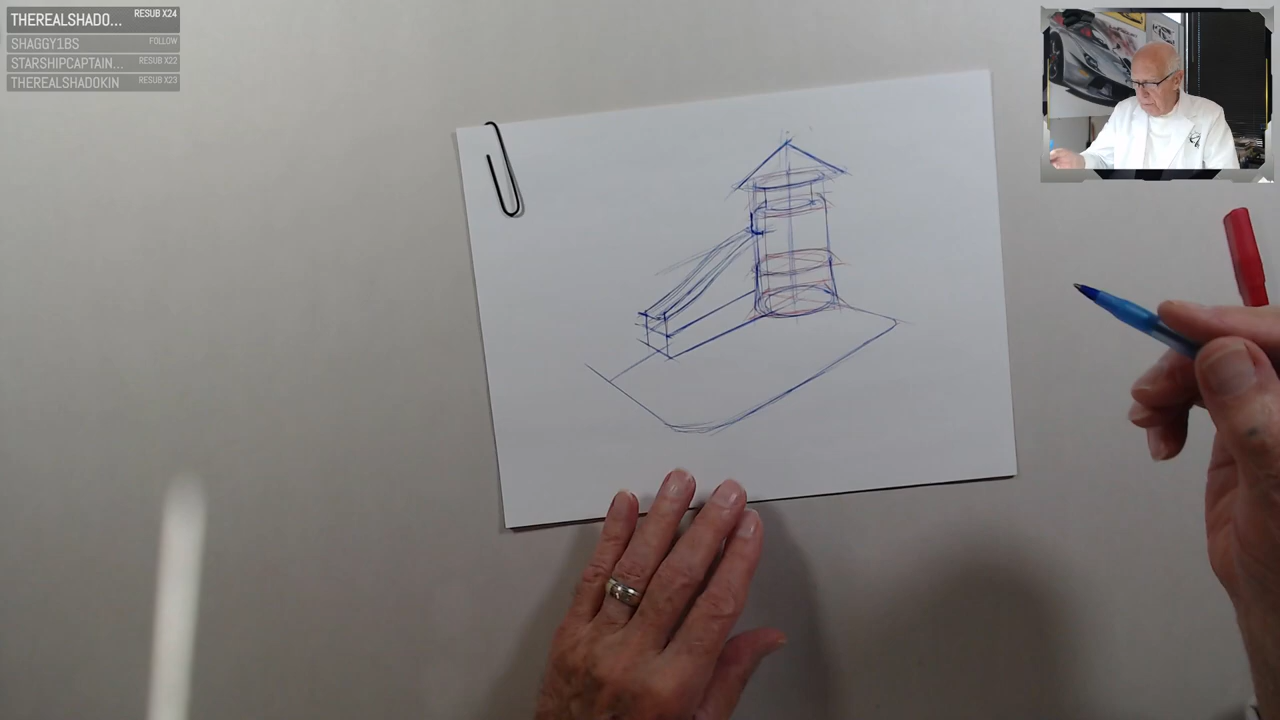 THEREALSHADO... RESUB X24
SHAGGY1BS FOLLOW
STARSHIPCAPTAIN... RESUB X22
THEREALSHADOKIN RESUB X23